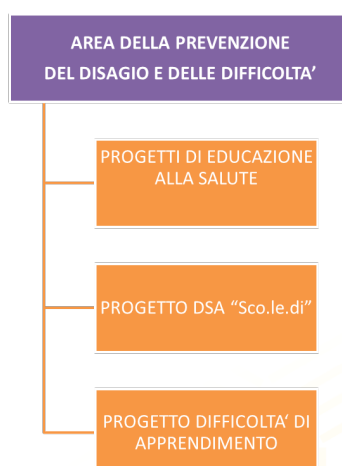 AREA DELLA PREVENZIONE
DEL DISAGIO E DELLE DIFFICOLTA’
PROGETTI DI EDUCAZIONE
ALLA SALUTE
PROGETTO DSA “Sco.le.di”
PROGETTO DIFFICOLTA‘ DI
APPRENDIMENTO